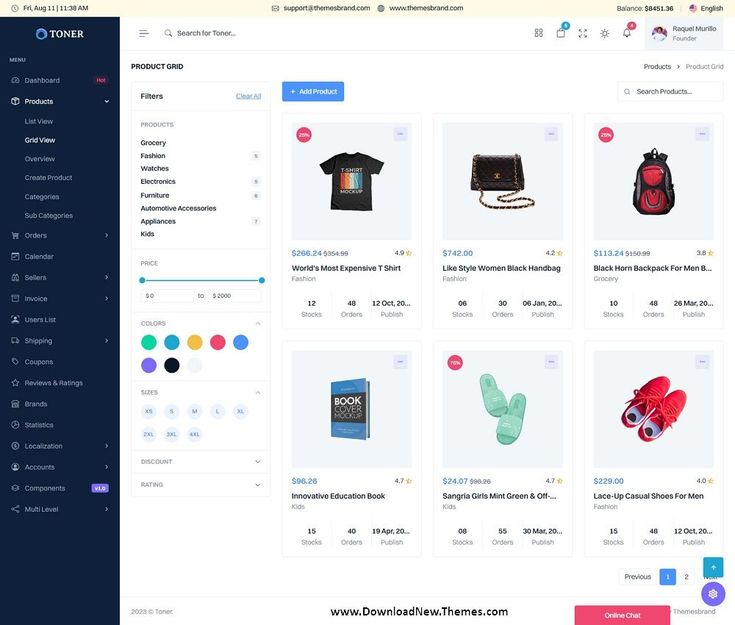 Fri, Aug 11 | 11:38 AM
support@themesbrand.com
www.themesbrand.com
Balance: $8451.36
English
TONER
Search for Toner...
6
4
Raquel Murillo
Founder
MENU
Dashboard
Hot
Products
List View
Grid View
Overview
Create Product
Categories
Sub Categories
Orders
Calendar
Sellers
Invoice
Users List
Shipping
Coupons
Reviews & Ratings
Brands
Statistics
Localization
Accounts
Components
v1.0
Multi Level
PRODUCT GRID
Products > Product Grid
Filters
Clear All
PRODUCTS
Grocery
Fashion 5
Watches
Electronics 5
Furniture 6
Automotive Accessories
Appliances 7
Kids
PRICE
$ 0 to $ 2000
COLORS
SIZES
XS S M L XL
2XL 3XL 4XL
DISCOUNT
RATING
+ Add Product
Search Products...
25%
T-SHIRT
MOCKUP
$266.24 $354.99 4.9
World's Most Expensive T Shirt
Fashion
12 48 12 Oct, 20...
Stocks Orders Publish
$742.00 4.2
Like Style Women Black Handbag
Fashion
06 30 06 Jan, 20...
Stocks Orders Publish
25%
$113.24 $150.99 3.8
Black Horn Backpack For Men B...
Grocery
10 48 26 Mar, 20...
Stocks Orders Publish
BOOK
COVER
MOCKUP
$96.26 4.7
Innovative Education Book
Kids
15 40 19 Apr, 20...
Stocks Orders Publish
75%
$24.07 $96.26 4.7
Sangria Girls Mint Green & Off-...
Kids
08 55 30 Mar, 20...
Stocks Orders Publish
$229.00 4.0
Lace-Up Casual Shoes For Men
Fashion
15 48 12 Oct, 20...
Stocks Orders Publish
Previous 1 2
2023 © Toner.
www.DownloadNew.Themes.com
Online Chat
Themesbrand